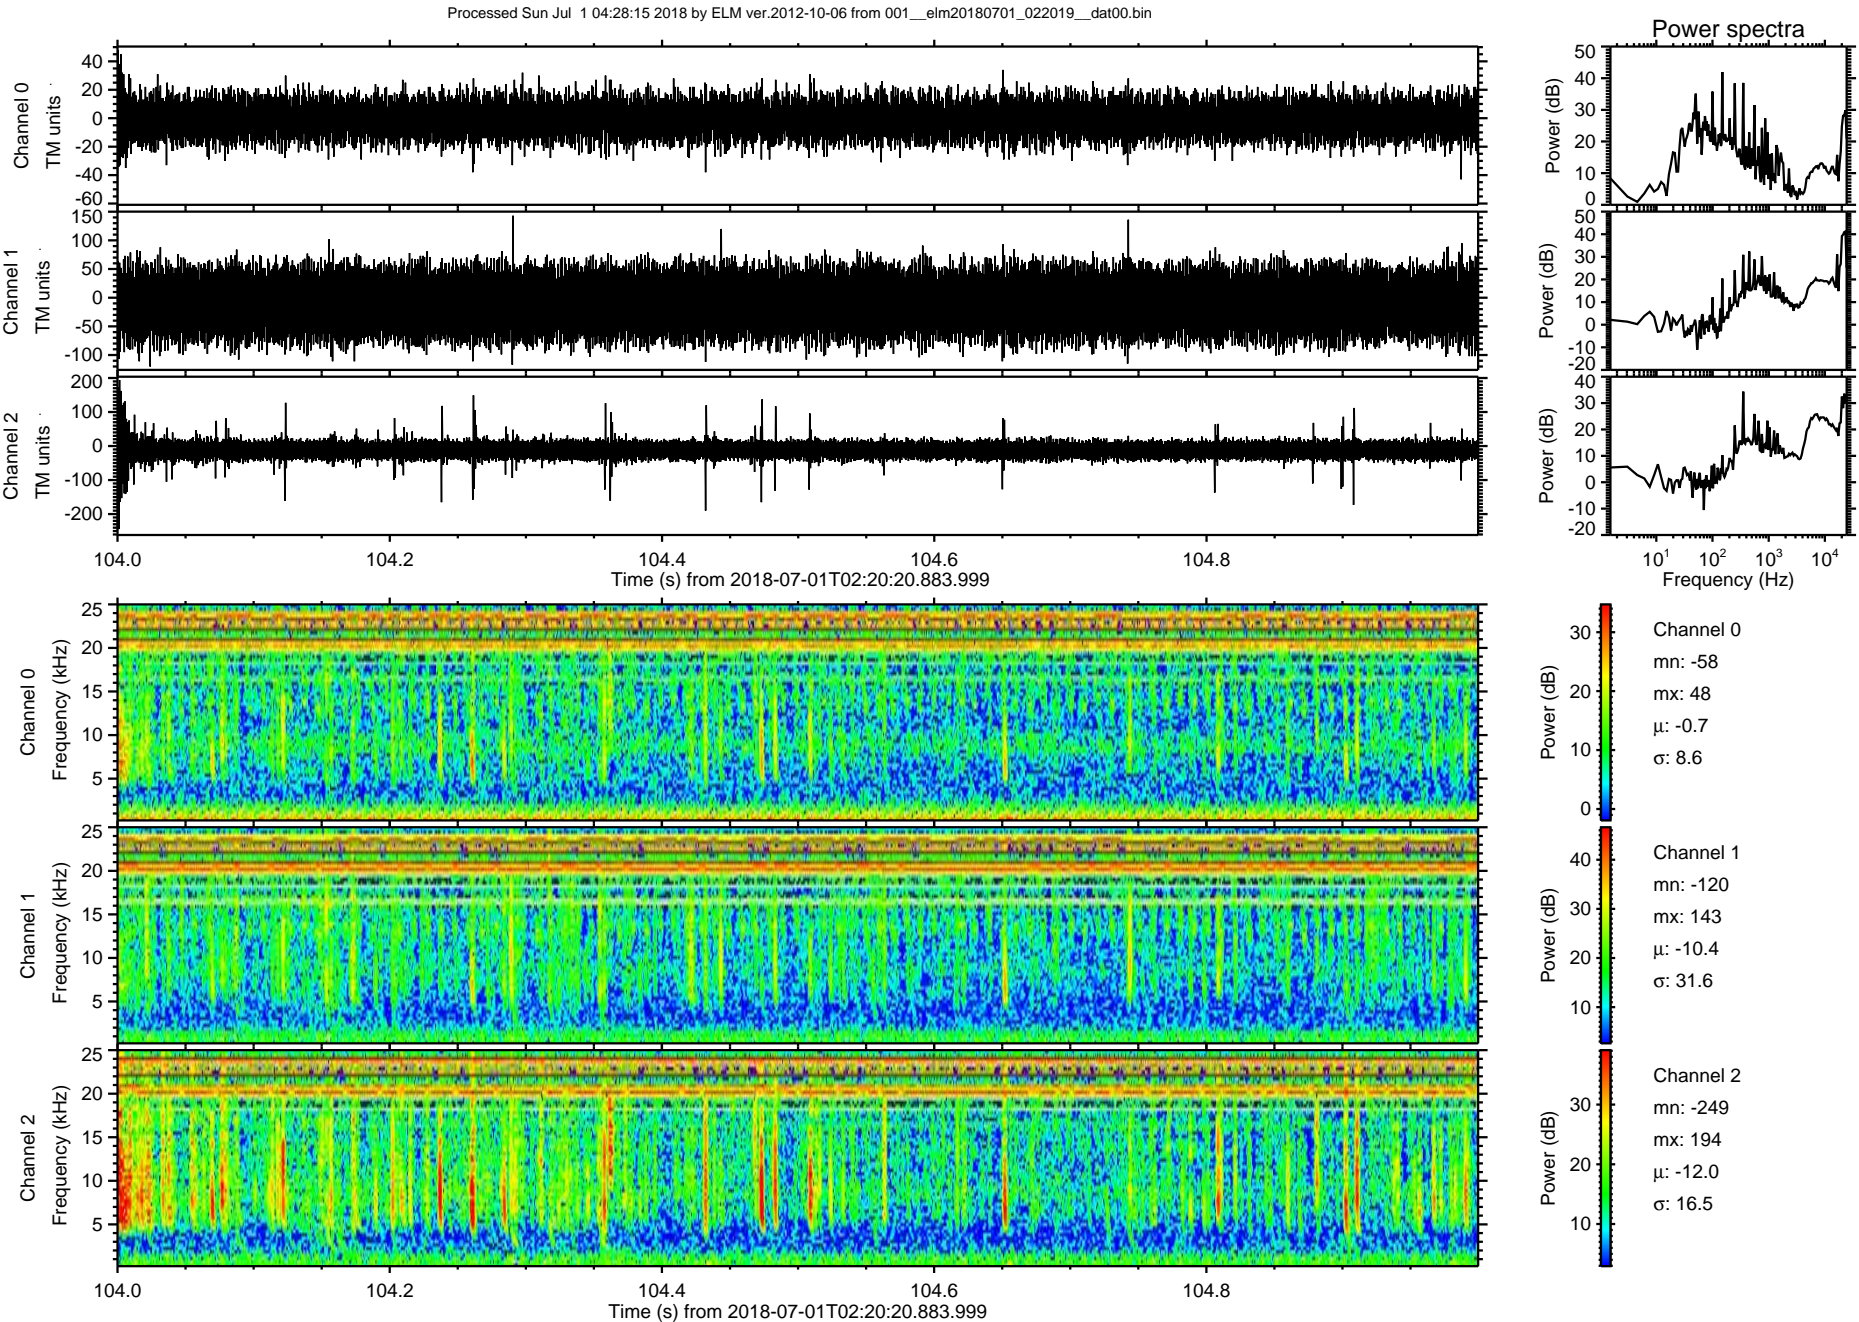 Processed Sun Jul  1 04:28:15 2018 by ELM ver.2012-10-06 from 001__elm20180701_022019__dat00.bin
Power spectra
Channel 0
TM units
40
20
0
-20
-40
-60
Power (dB)
50
40
30
20
10
0
Channel 1
TM units
150
100
50
0
-50
-100
Power (dB)
50
40
30
20
10
0
-10
-20
Channel 2
TM units
200
100
0
-100
-200
Power (dB)
40
30
20
10
0
-10
-20
104.0 104.2 104.4 104.6 104.8
Time (s) from 2018-07-01T02:20:20.883.999
10¹ 10² 10³ 10⁴
Frequency (Hz)
Channel 0
Frequency (kHz)
25
20
15
10
5
Power (dB)
30
20
10
0
Channel 0
mn: -58
mx: 48
μ: -0.7
σ: 8.6
Channel 1
Frequency (kHz)
25
20
15
10
5
Power (dB)
40
30
20
10
Channel 1
mn: -120
mx: 143
μ: -10.4
σ: 31.6
Channel 2
Frequency (kHz)
25
20
15
10
5
Power (dB)
30
20
10
Channel 2
mn: -249
mx: 194
μ: -12.0
σ: 16.5
104.0 104.2 104.4 104.6 104.8
Time (s) from 2018-07-01T02:20:20.883.999